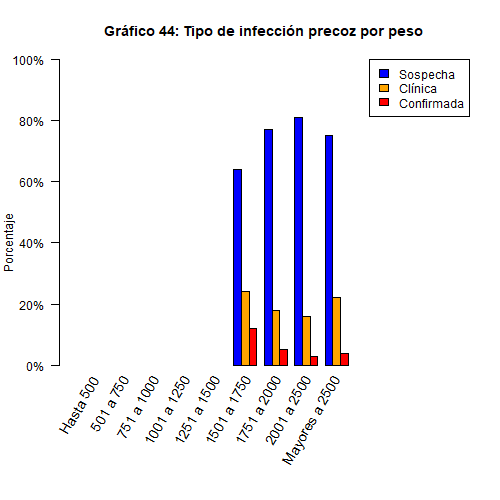 Gráfico 44: Tipo de infección precoz por peso
Sospecha
Clínica
Confirmada
Porcentaje
100%
80%
60%
40%
20%
0%
Hasta 500
501 a 750
751 a 1000
1001 a 1250
1251 a 1500
1501 a 1750
1751 a 2000
2001 a 2500
Mayores a 2500